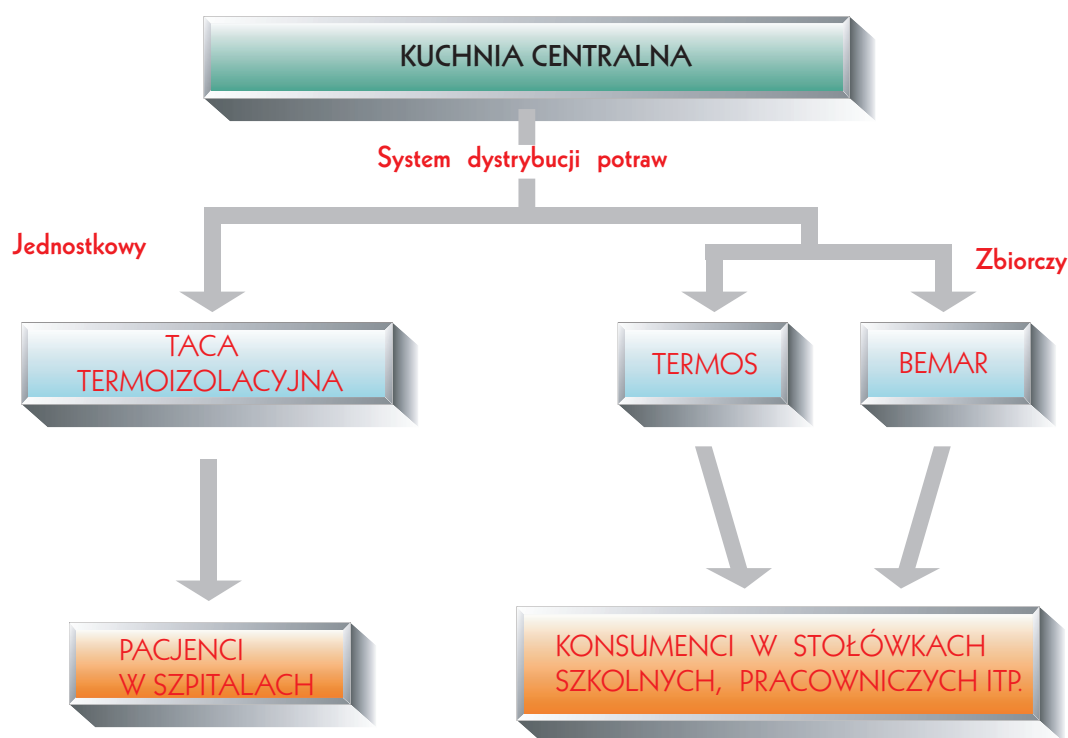 KUCHNIA CENTRALNA
System dystrybucji potraw
Jednostkowy
Zbiorczy
TACA
TERMOIZOLACYJNA
TERMOS
BEMAR
PACJENCI
W SZPITALACH
KONSUMENCI W STOŁÓWKACH
SZKOLNYCH, PRACOWNICZYCH ITP.